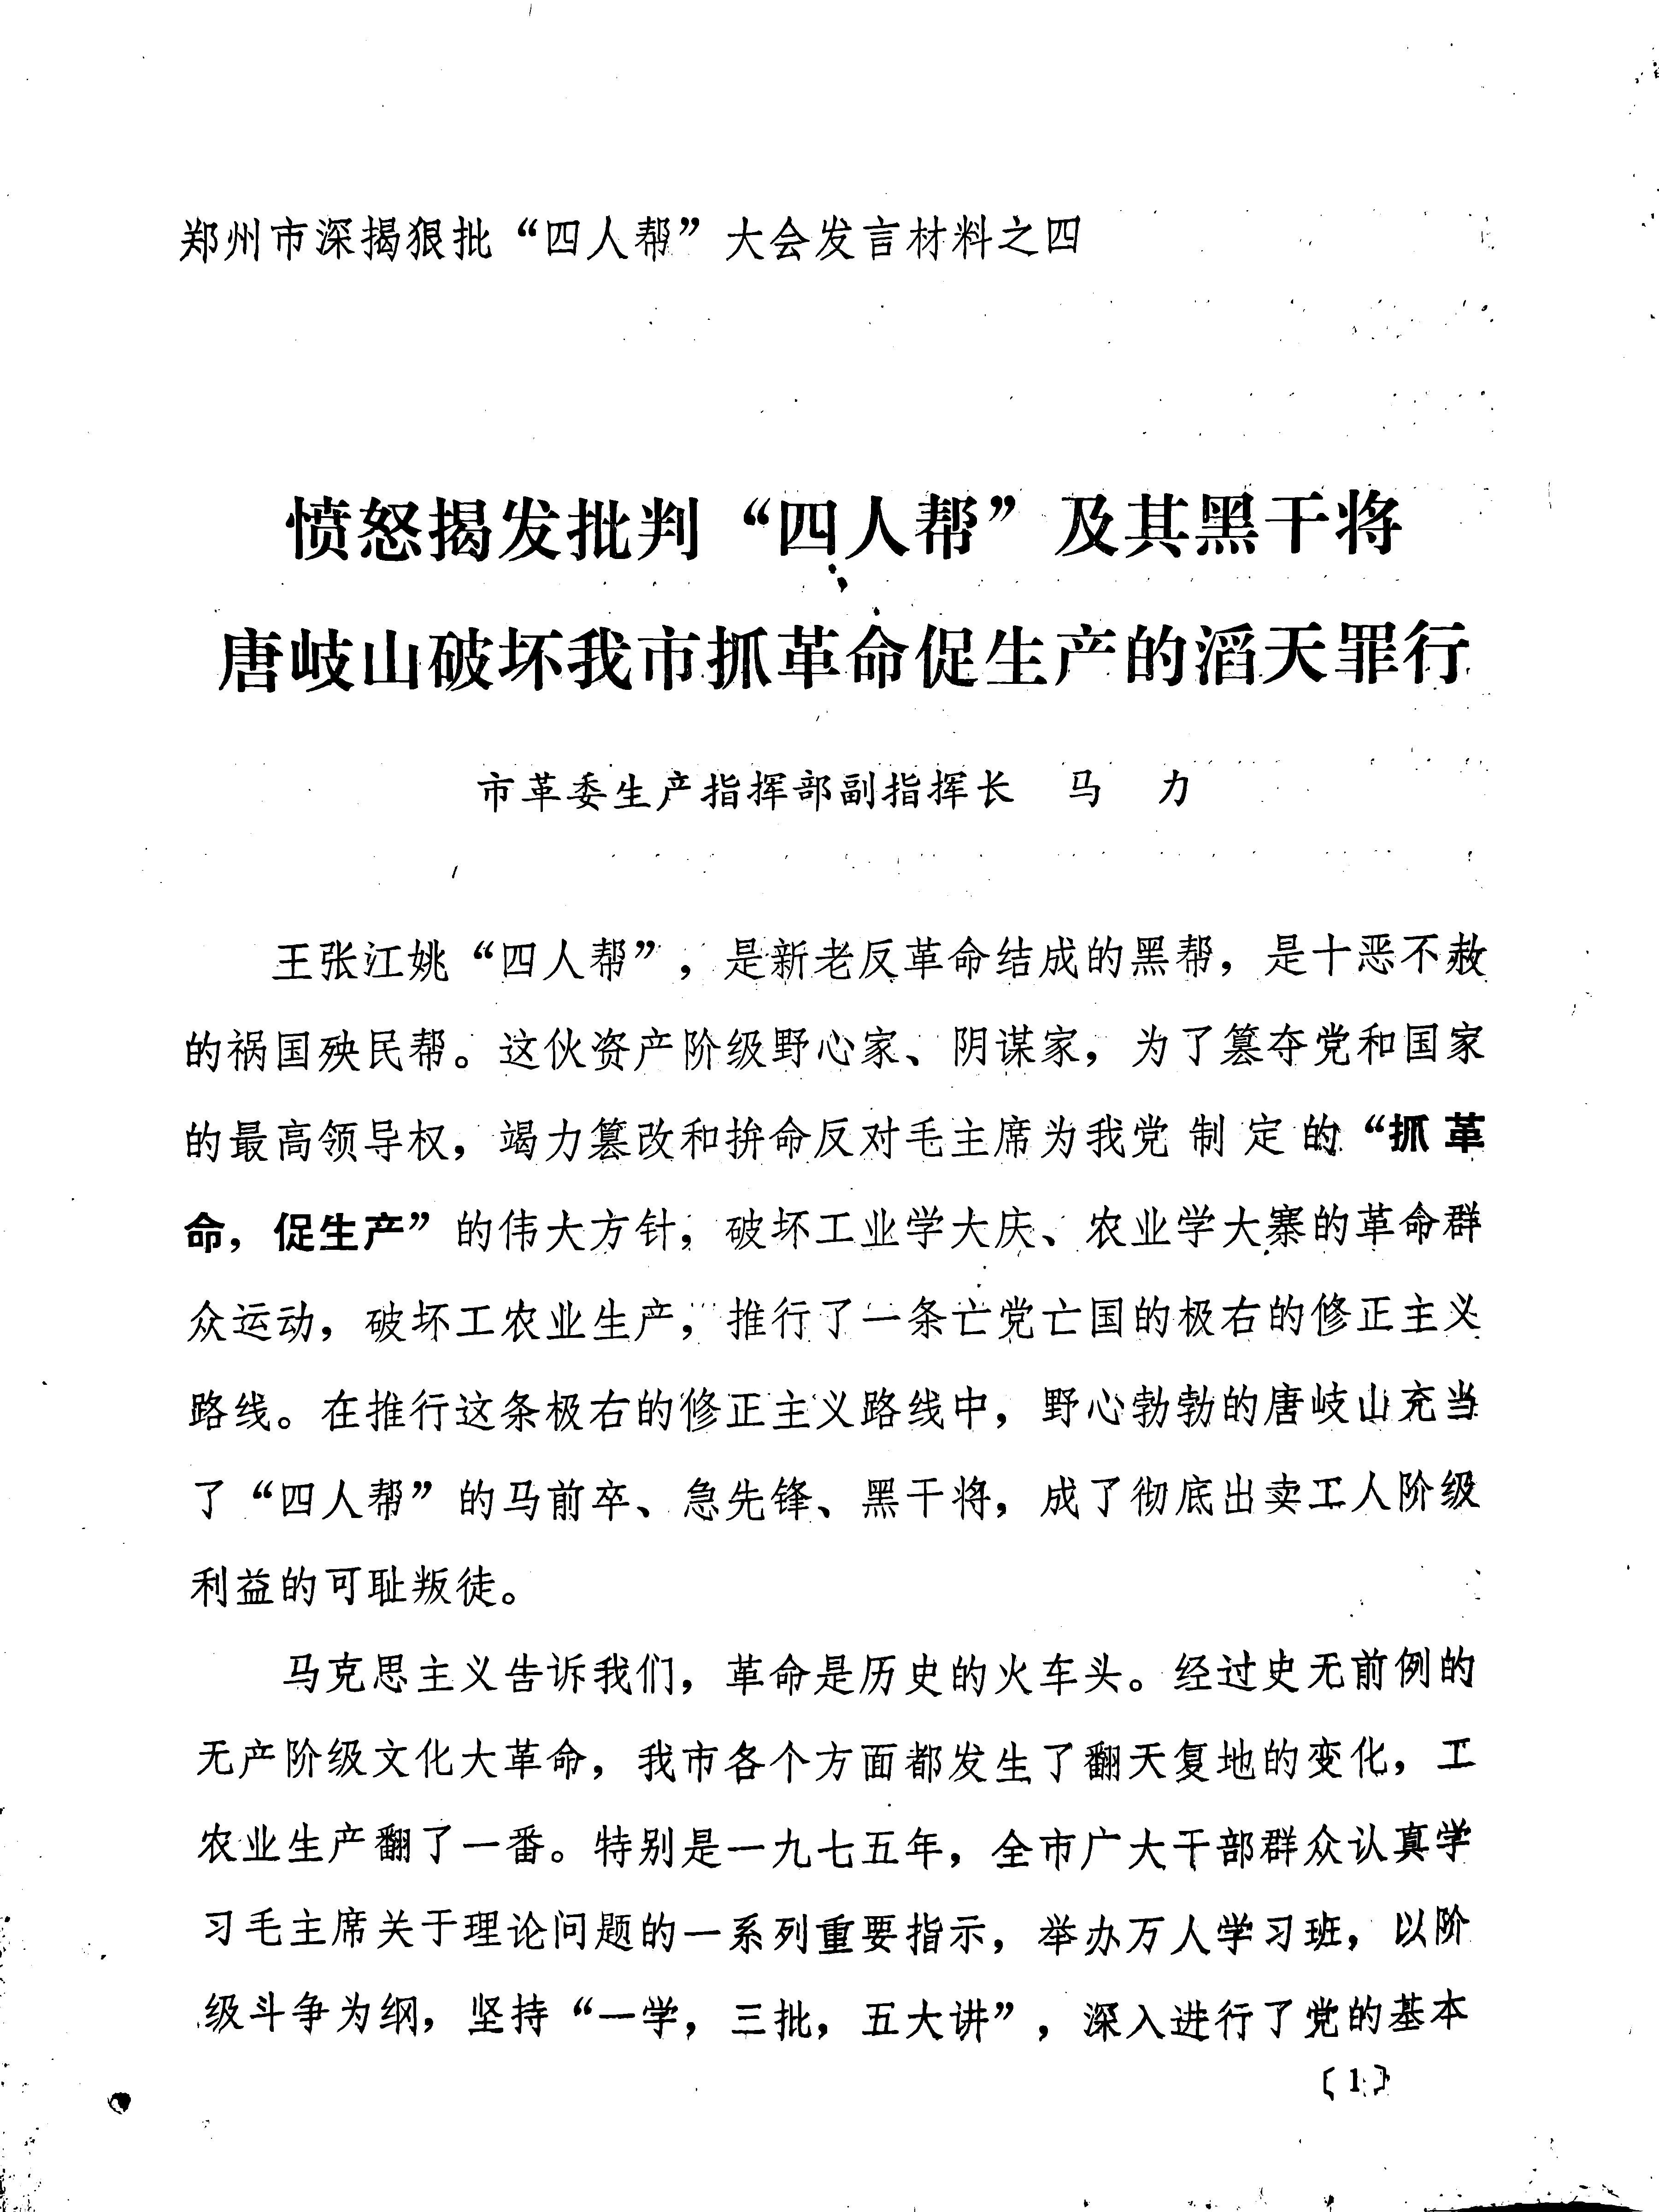 郑州市深揭狠批“四人帮”大会发言材料之四
愤怒揭发批判“四人帮”及其黑干将
唐岐山破坏我市抓革命促生产的滔天罪行
市革委生产指挥部副指挥长　马　力
王张江姚“四人帮”，是新老反革命结成的黑帮，是十恶不赦
的祸国殃民帮。这伙资产阶级野心家、阴谋家，为了篡夺党和国家
的最高领导权，竭力篡改和拚命反对毛主席为我党制定的“抓革
命，促生产”的伟大方针，破坏工业学大庆、农业学大寨的革命群
众运动，破坏工农业生产，推行了一条亡党亡国的极右的修正主义
路线。在推行这条极右的修正主义路线中，野心勃勃的唐岐山充当
了“四人帮”的马前卒、急先锋、黑干将，成了彻底出卖工人阶级
利益的可耻叛徒。
马克思主义告诉我们，革命是历史的火车头。经过史无前例的
无产阶级文化大革命，我市各个方面都发生了翻天复地的变化，工
农业生产翻了一番。特别是一九七五年，全市广大干部群众认真学
习毛主席关于理论问题的一系列重要指示，举办万人学习班，以阶
级斗争为纲，坚持“一学，三批，五大讲”，深入进行了党的基本
〔1〕